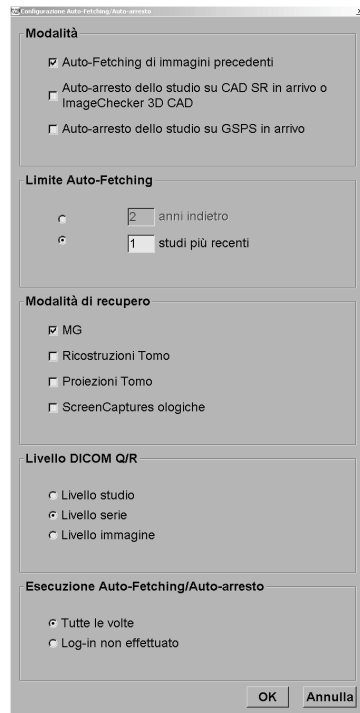 Configurazione Auto-Fetching/Auto-arresto
Modalità
Auto-Fetching di immagini precedenti
Auto-arresto dello studio su CAD SR in arrivo o
ImageChecker 3D CAD
Auto-arresto dello studio su GSPS in arrivo
Limite Auto-Fetching
2 anni indietro
1 studi più recenti
Modalità di recupero
MG
Ricostruzioni Tomo
Proiezioni Tomo
ScreenCaptures ologiche
Livello DICOM Q/R
Livello studio
Livello serie
Livello immagine
Esecuzione Auto-Fetching/Auto-arresto
Tutte le volte
Log-in non effettuato
OK Annulla